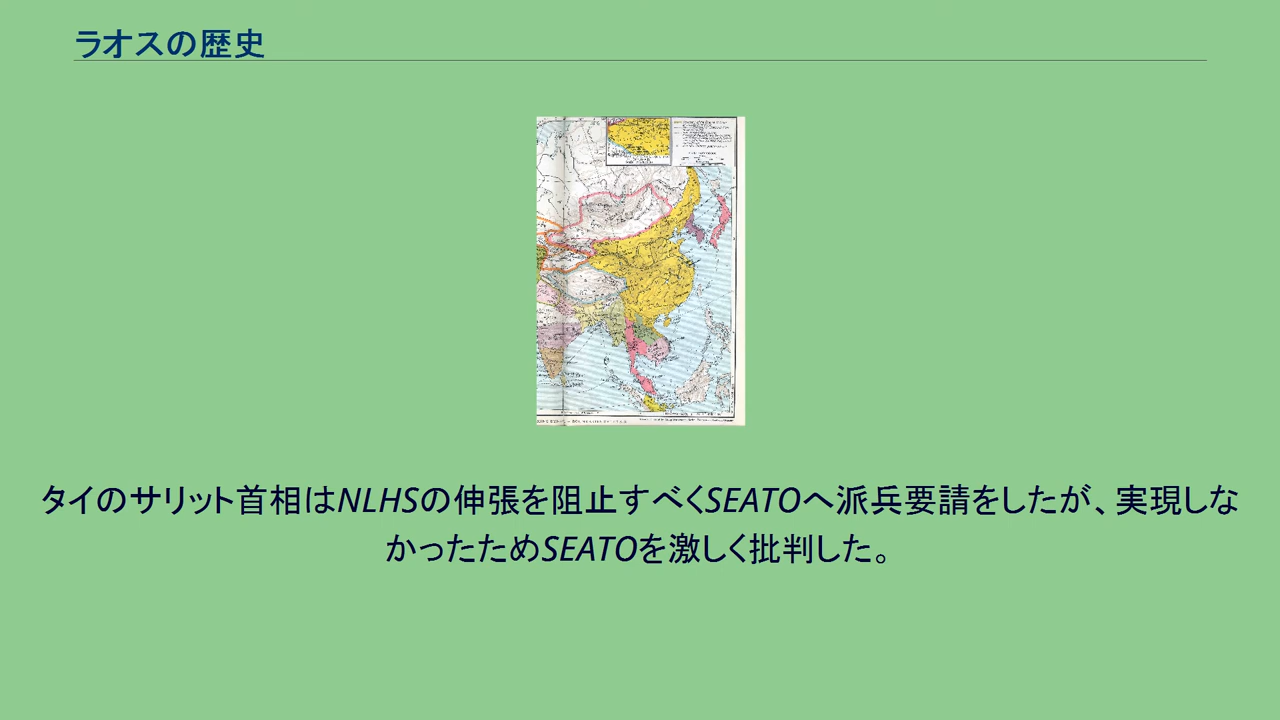 ラオスの歴史
タイのサリット首相はNLHSの伸張を阻止すべくSEATOへ派兵要請をしたが、実現しな
かったためSEATOを激しく批判した。